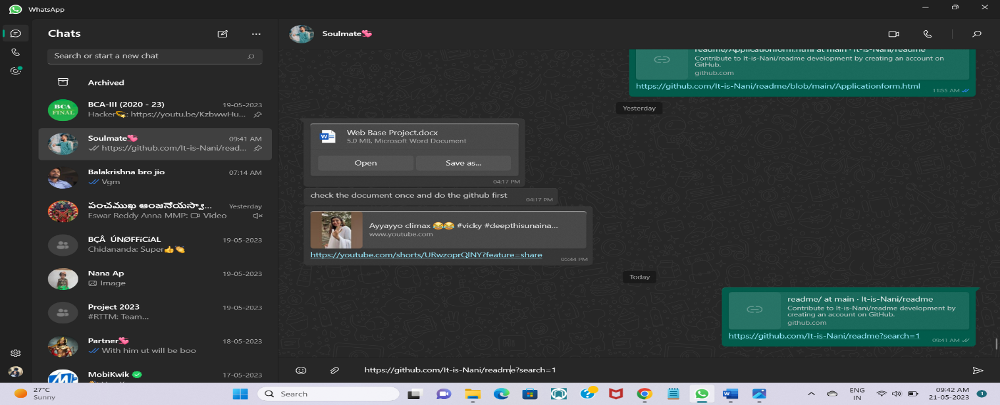 WhatsApp
Chats
Search or start a new chat
Archived
BCA FINAL
BCA-III (2020 - 23)
19-05-2023
Hacker💫: https://youtu.be/KzbwwHu...
Soulmate💞
09:41 AM
https://github.com/It-is-Nani/read...
Balakrishna bro jio
07:14 AM
Vgm
పంచముఖ ఆంజనేయస్వా...
Yesterday
Eswar Reddy Anna MMP: Video
BÇÂ ÚNØFFíCíAL
19-05-2023
Chidananda: Super👍👏
Nana Ap
19-05-2023
Image
Project 2023
19-05-2023
#RTTM: Team...
Partner💞
18-05-2023
With him ut will be boo
MobiKwik
17-05-2023
Soulmate💞
readme/Applicationform.html at main · It-is-Nani/readme
Contribute to It-is-Nani/readme development by creating an account on
GitHub.
github.com
https://github.com/It-is-Nani/readme/blob/main/Applicationform.html
11:55 AM
Yesterday
Web Base Project.docx
5.0 MB, Microsoft Word Document
Open
Save as...
04:17 PM
check the document once and do the github first
04:17 PM
Ayyayyo climax 😂😂 #vicky #deepthisunaina...
www.youtube.com
https://youtube.com/shorts/URwzoprQlNY?feature=share
05:44 PM
Today
readme/ at main · It-is-Nani/readme
Contribute to It-is-Nani/readme development by
creating an account on GitHub.
github.com
https://github.com/It-is-Nani/readme?search=1
09:41 AM
https://github.com/It-is-Nani/readme?search=1
27°C
Sunny
Search
ENG
IN
09:42 AM
21-05-2023
1